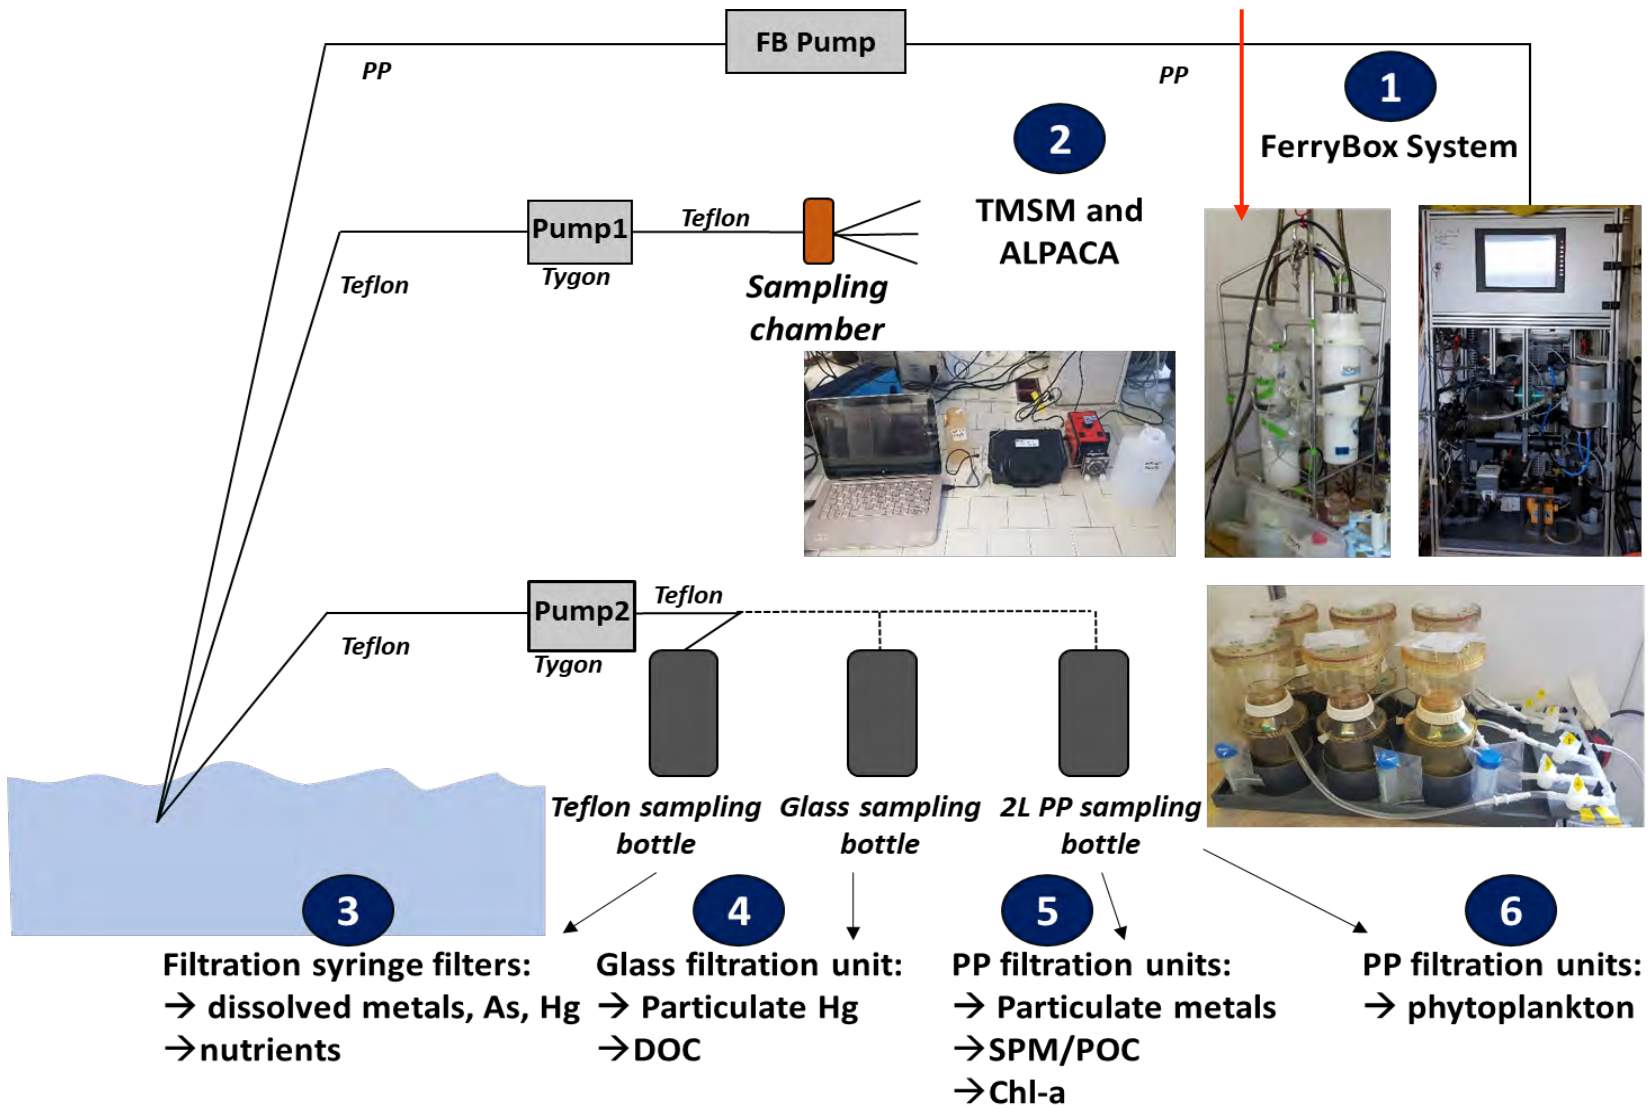 FB Pump
PP
PP
1
FerryBox System
2
TMSM and
ALPACA
Pump1
Tygon
Teflon
Teflon
Sampling
chamber
Pump2
Tygon
Teflon
Teflon
Teflon sampling
bottle
Glass sampling
bottle
2L PP sampling
bottle
3
Filtration syringe filters:
→ dissolved metals, As, Hg
→nutrients
4
Glass filtration unit:
→ Particulate Hg
→DOC
5
PP filtration units:
→ Particulate metals
→SPM/POC
→Chl-a
6
PP filtration units:
→ phytoplankton